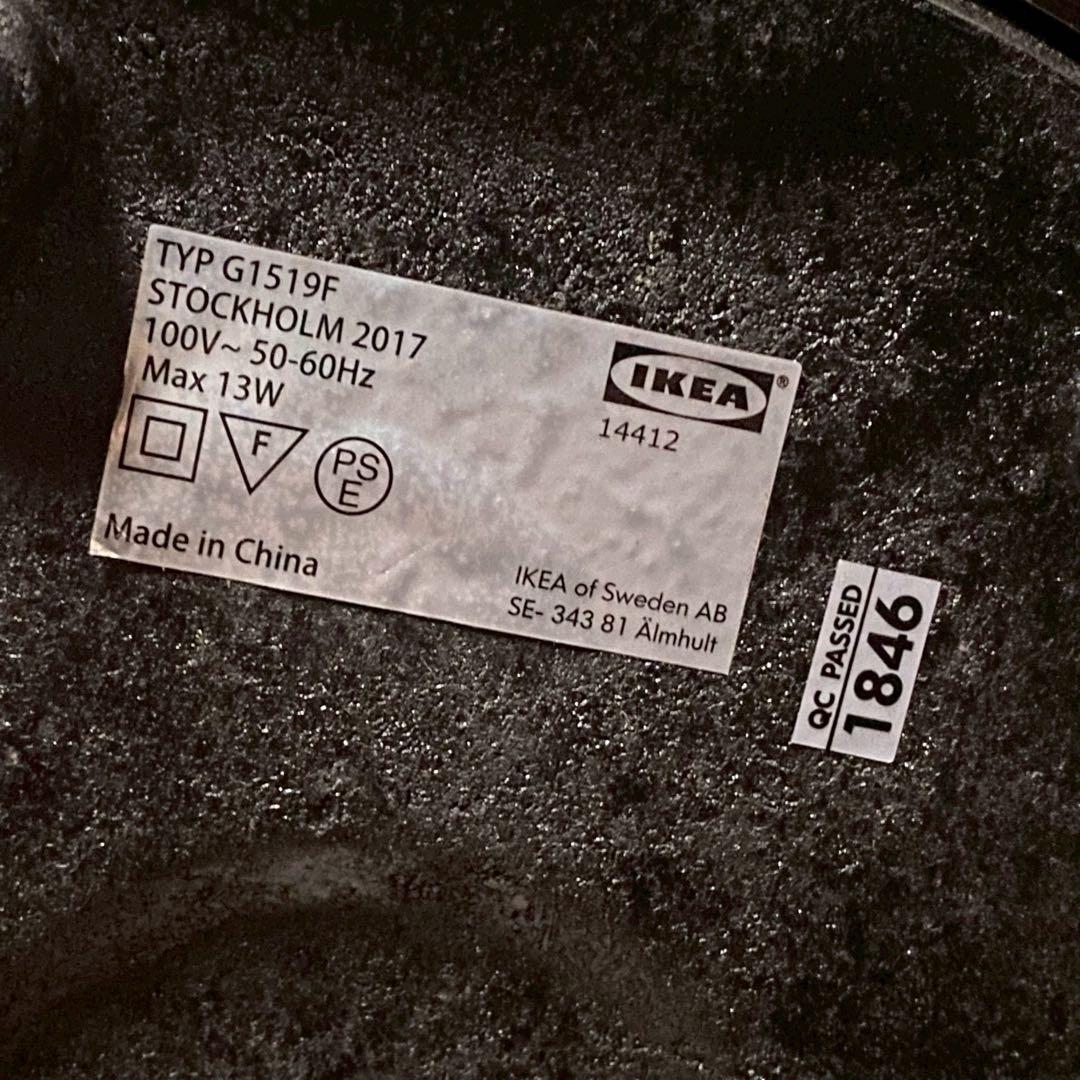 TYP G1519F
STOCKHOLM 2017
100V~ 50-60Hz
Max 13W
F
PS
E
Made in China
IKEA®
14412
IKEA of Sweden AB
SE- 343 81 Älmhult
QC PASSED
1846